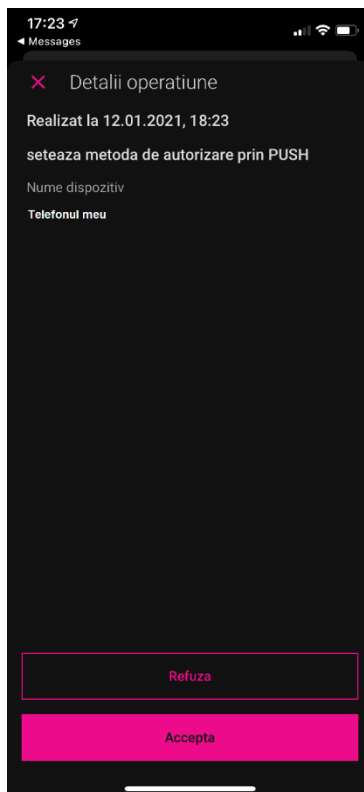 17:23
◀ Messages
Detalii operatiune
Realizat la 12.01.2021, 18:23
seteaza metoda de autorizare prin PUSH
Nume dispozitiv
Telefonul meu
Refuza
Accepta